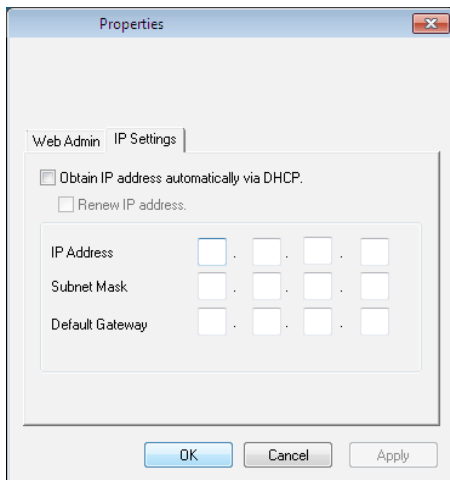 Properties
Web Admin IP Settings
Obtain IP address automatically via DHCP.
Renew IP address.
IP Address . . .
Subnet Mask . . .
Default Gateway . . .
OK Cancel Apply